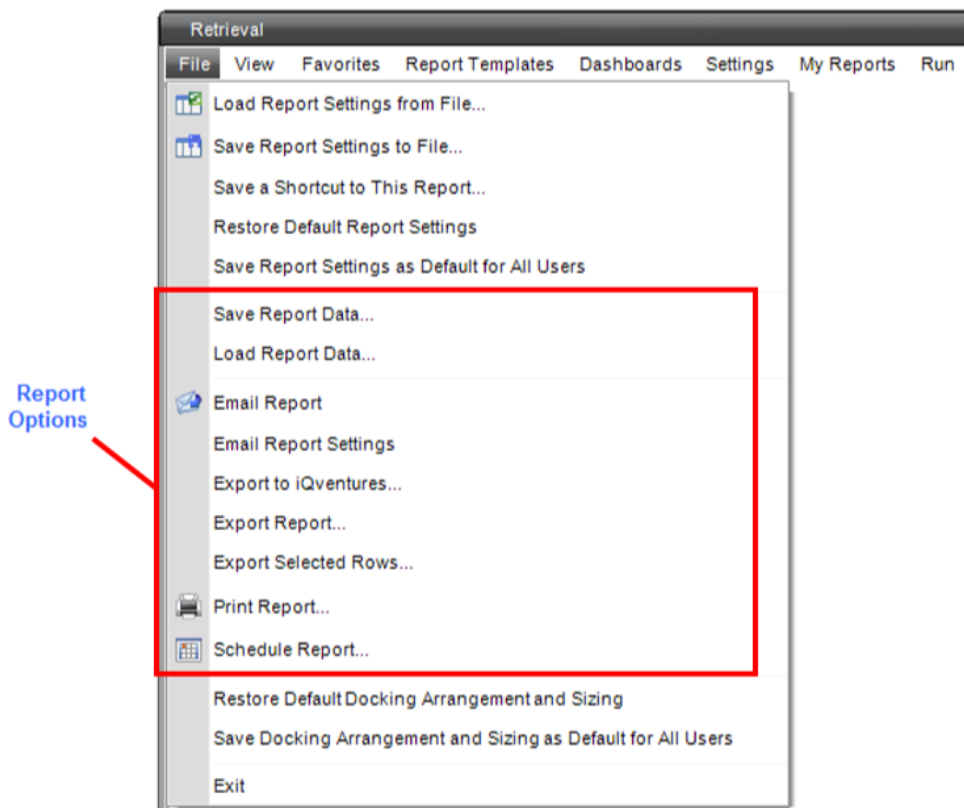 Retrieval
File View Favorites Report Templates Dashboards Settings My Reports Run
Load Report Settings from File...
Save Report Settings to File...
Save a Shortcut to This Report...
Restore Default Report Settings
Save Report Settings as Default for All Users
Save Report Data...
Load Report Data...
Report
Options
Email Report
Email Report Settings
Export to iQventures...
Export Report...
Export Selected Rows...
Print Report...
Schedule Report...
Restore Default Docking Arrangement and Sizing
Save Docking Arrangement and Sizing as Default for All Users
Exit